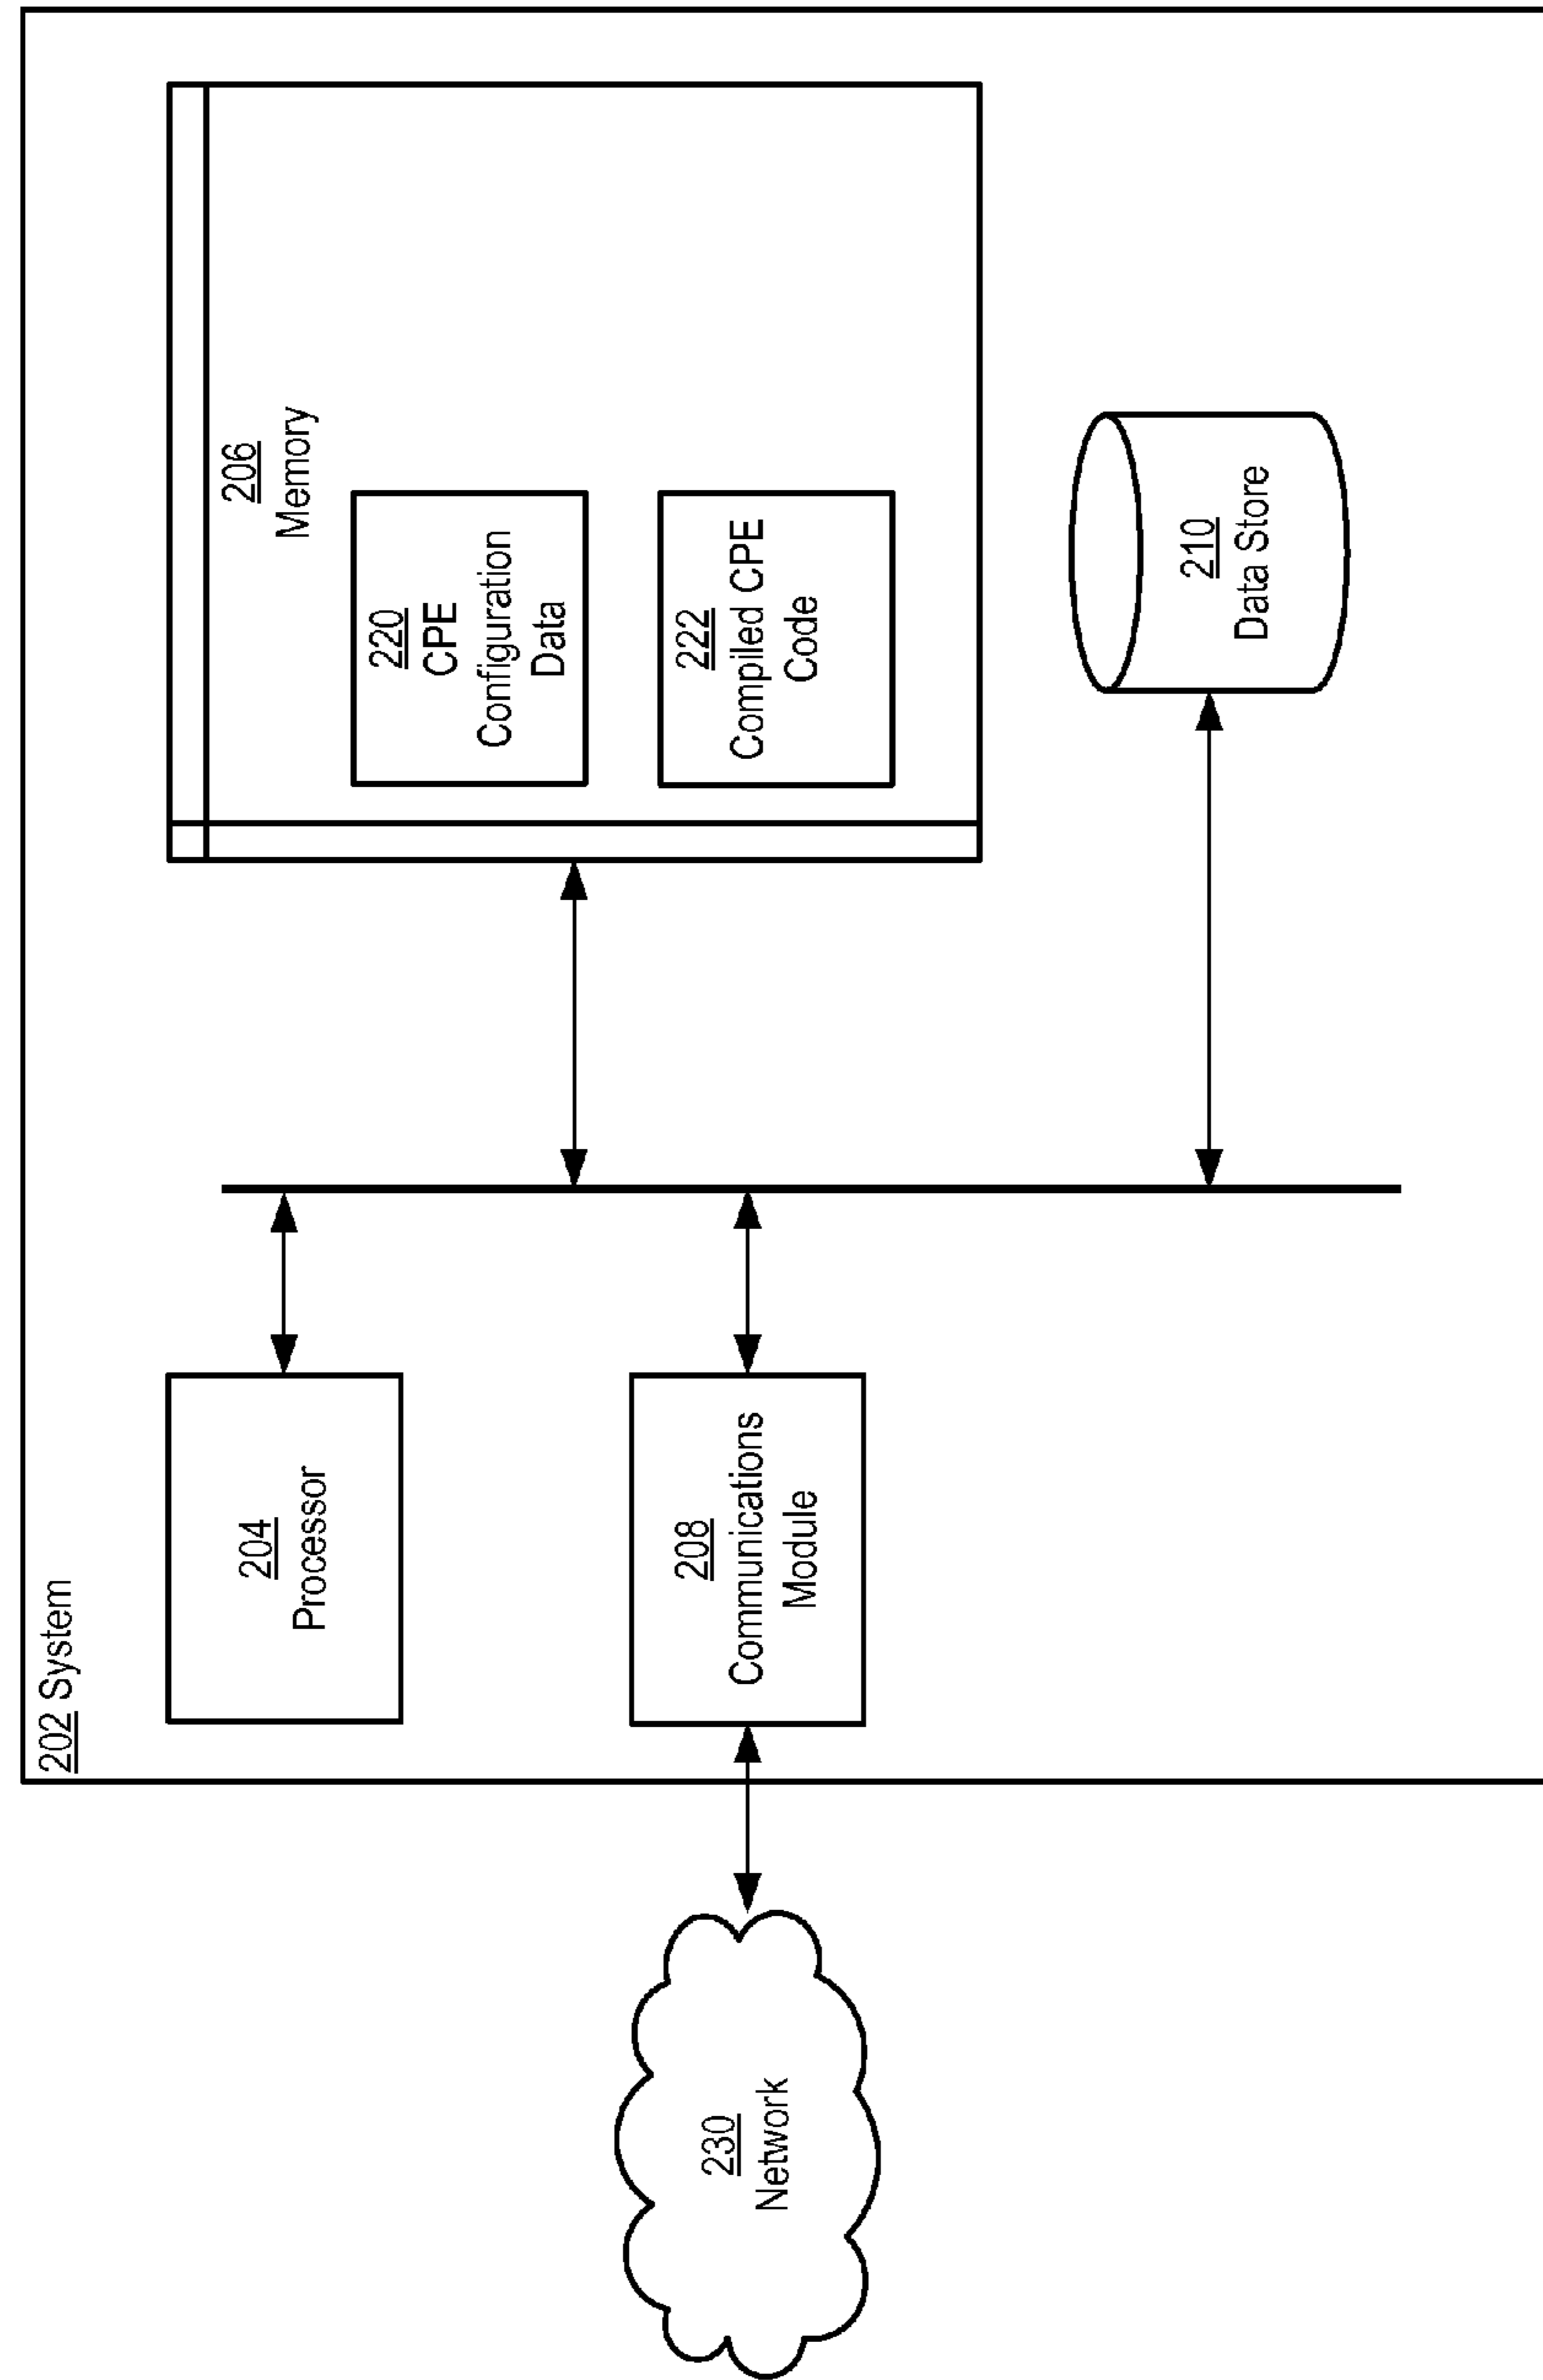 202 System
204
Processor
206
Memory
220
CPE
Configuration
Data
222
Compiled CPE
Code
230
Network
208
Communications
Module
210
Data Store